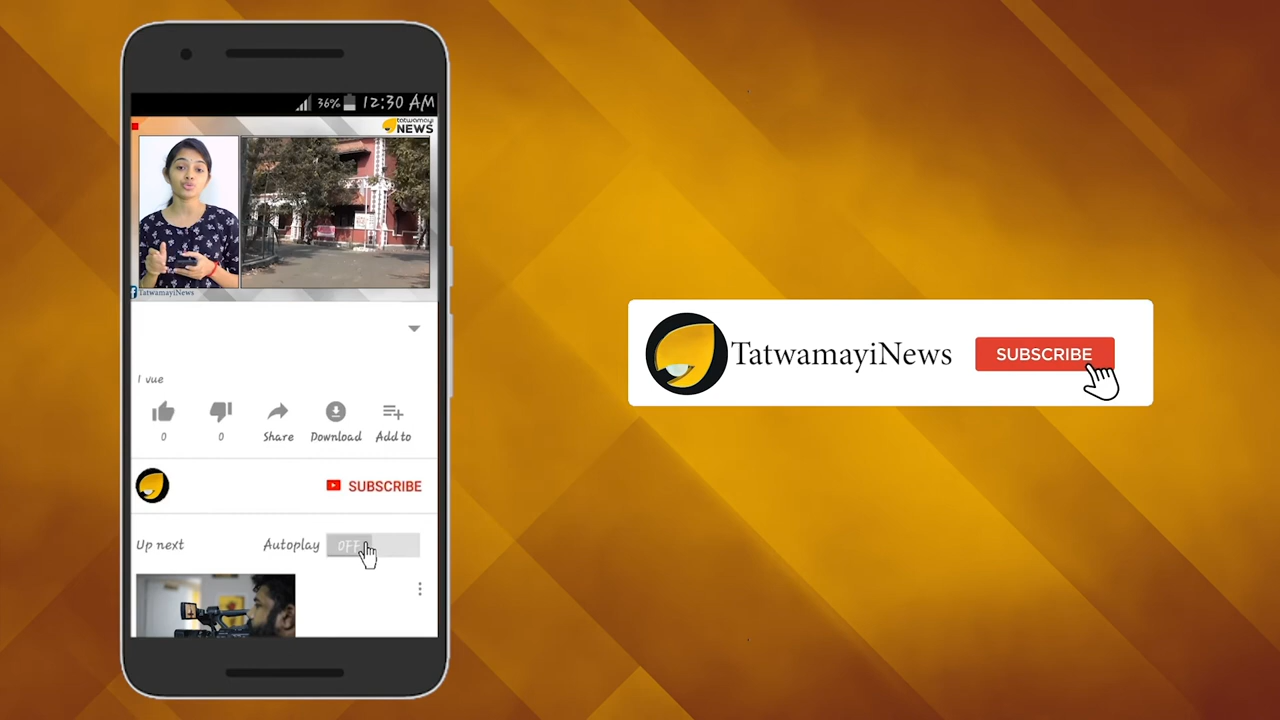 36% 12:30 AM
tatwamayi
NEWS
TatwamayiNews
1 vue
0 0 Share Download Add to
SUBSCRIBE
Up next Autoplay OFF
TatwamayiNews SUBSCRIBE